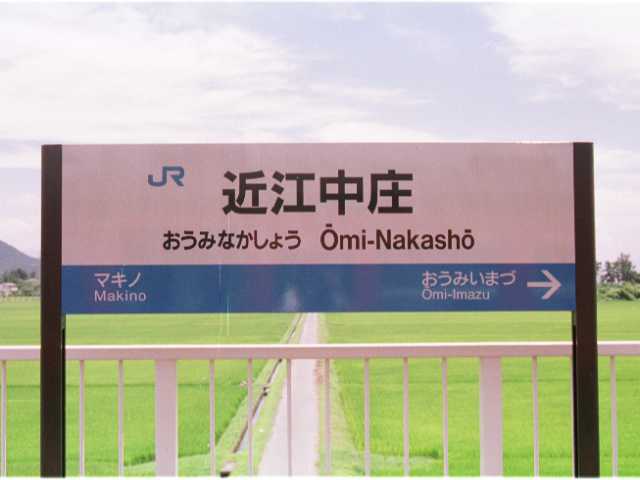 JR 近江中庄
おうみなかしょう Ōmi-Nakashō
マキノ おうみいまづ →
Makino Ōmi-Imazu